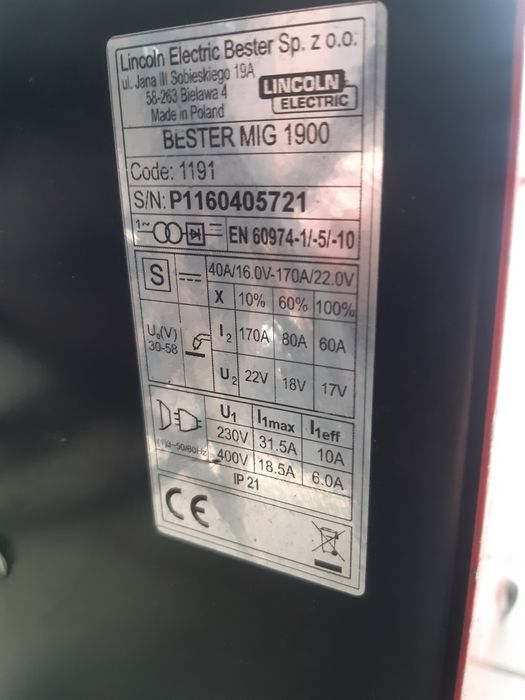 Lincoln Electric Bester Sp. z o.o.
ul. Jana III Sobieskiego 19A
58-263 Bielawa 4
Made in Poland
LINCOLN
ELECTRIC
BESTER MIG 1900
Code: 1191
S/N: P1160405721
1~ EN 60974-1/-5/-10
S 40A/16.0V-170A/22.0V
X 10% 60% 100%
U₀(V)
30-58
I₂ 170A 80A 60A
U₂ 22V 18V 17V
U₁ I₁max I₁eff
230V 31.5A 10A
400V 18.5A 6.0A
IP 21
CE